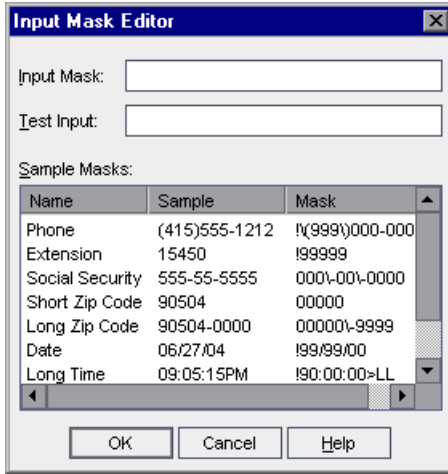 Input Mask Editor
Input Mask:
Test Input:
Sample Masks:
Name Sample Mask
Phone (415)555-1212 !\(999\)000-000
Extension 15450 !99999
Social Security 555-55-5555 000\-00\-0000
Short Zip Code 90504 00000
Long Zip Code 90504-0000 00000\-9999
Date 06/27/04 !99/99/00
Long Time 09:05:15PM !90:00:00>LL
OK Cancel Help